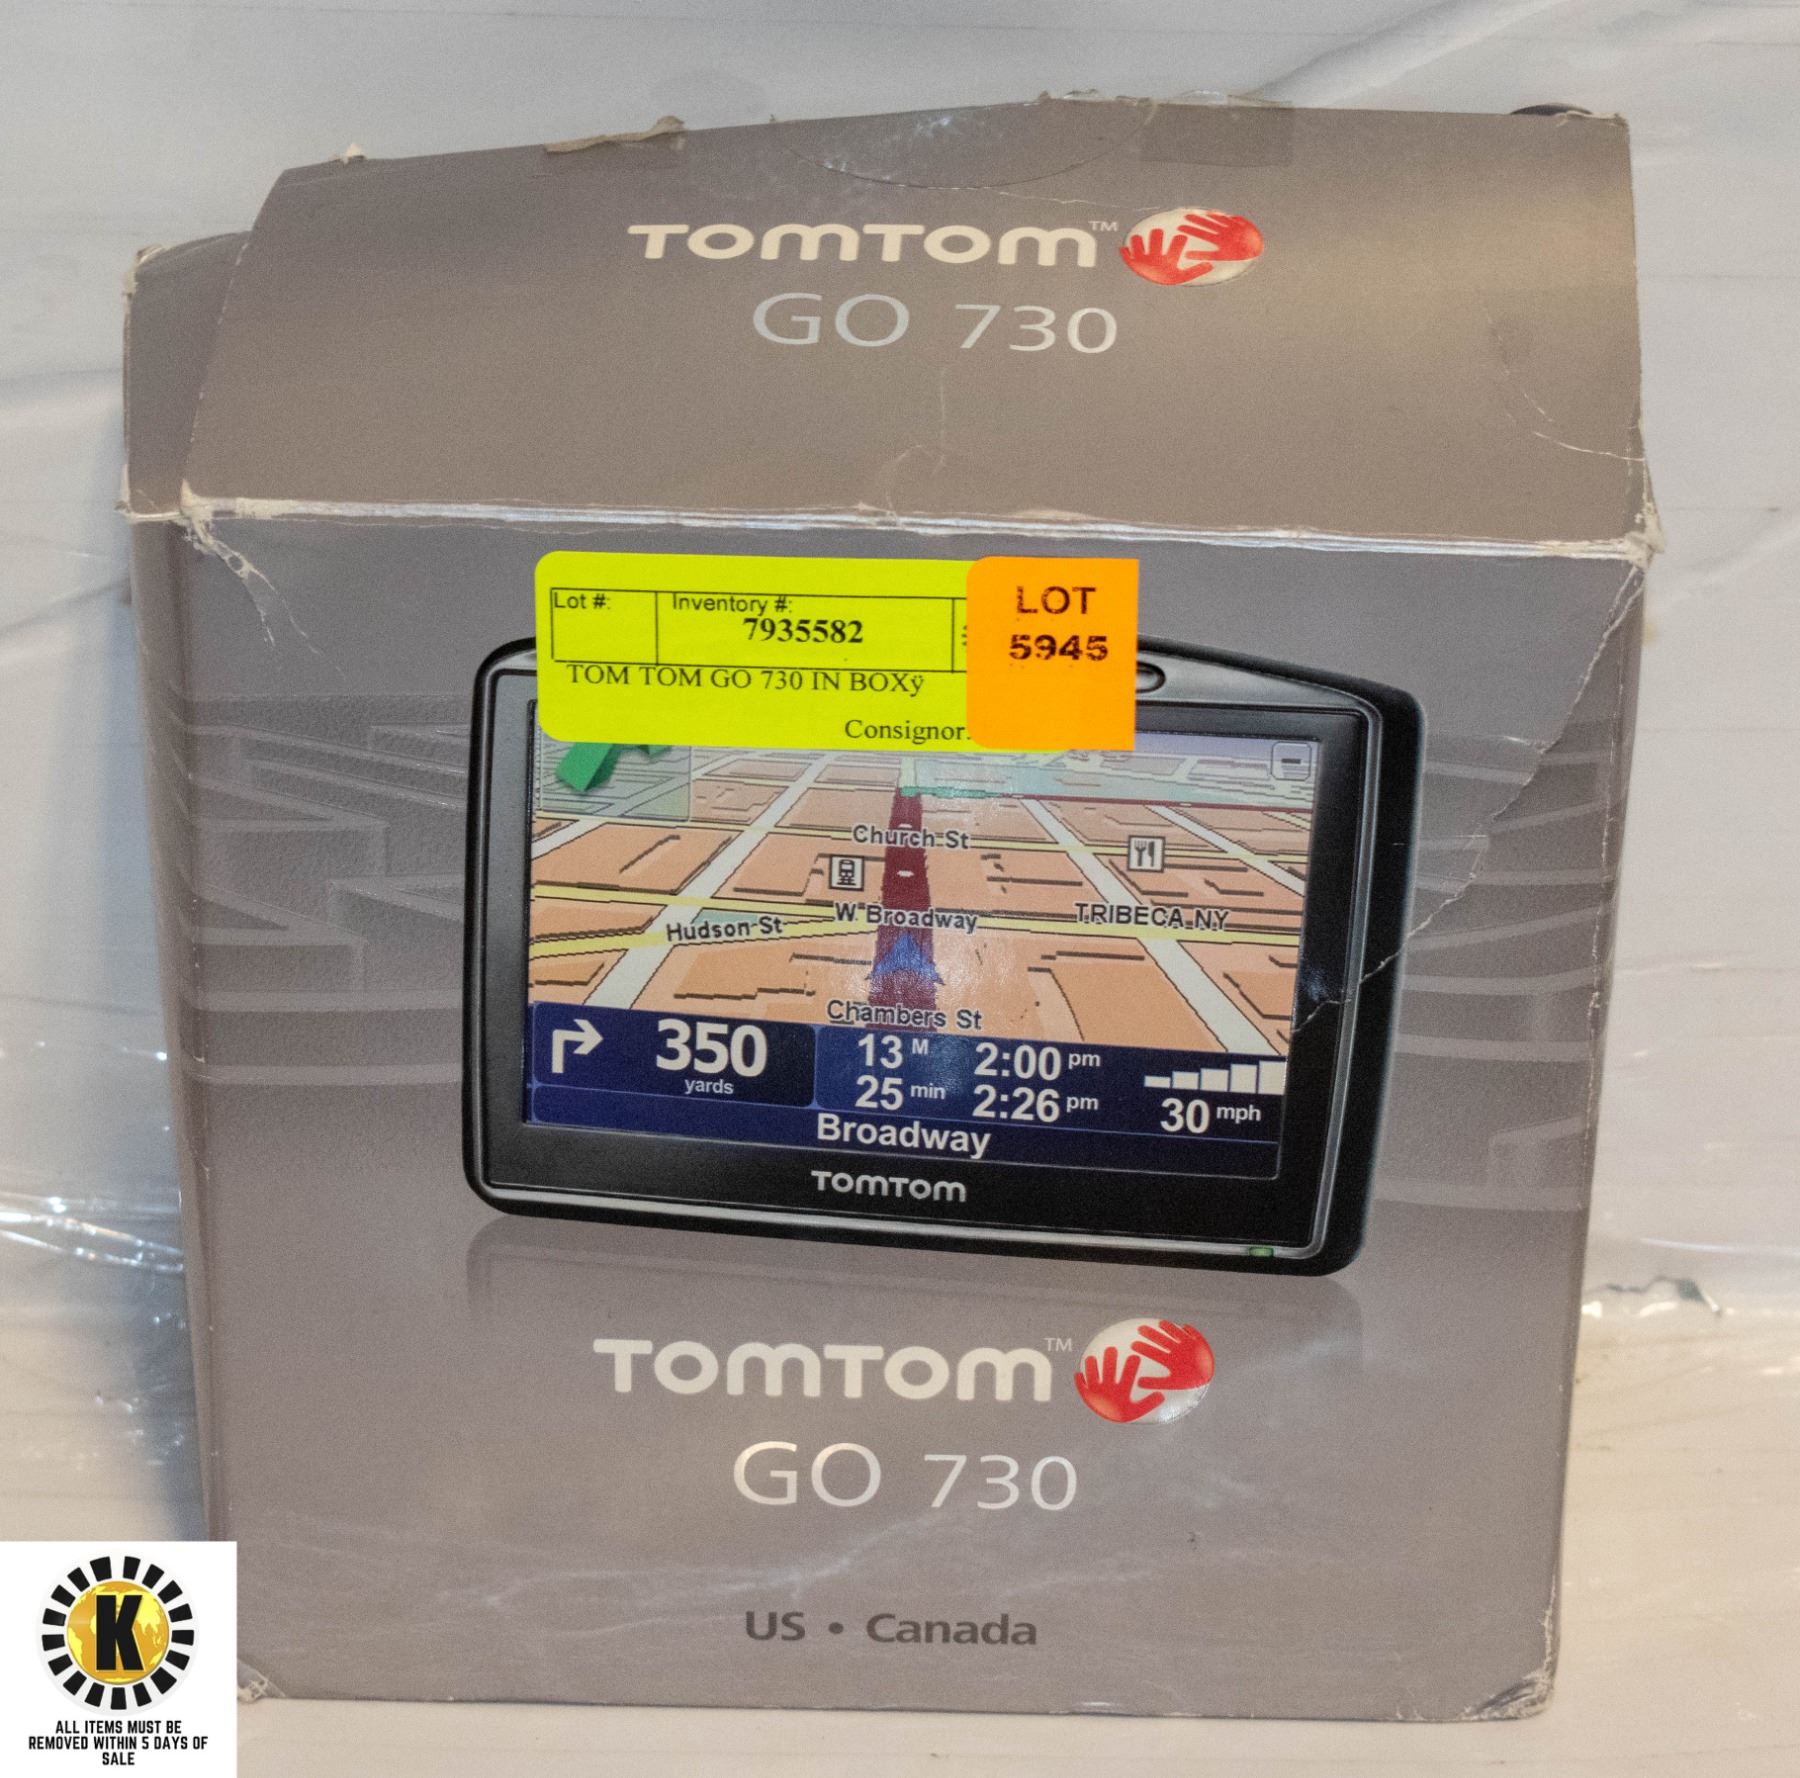 TOMTOM™
GO 730
Lot #:
Inventory #:
7935582
TOM TOM GO 730 IN BOXÿ
Consignor:
LOT
5945
Church St
W. Broadway
TRIBECA NY
Hudson St
Chambers St
350
yards
13 M 2:00 pm
25 min 2:26 pm
30 mph
Broadway
TOMTOM
TOMTOM™
GO 730
US • Canada
K
ALL ITEMS MUST BE
REMOVED WITHIN 5 DAYS OF
SALE